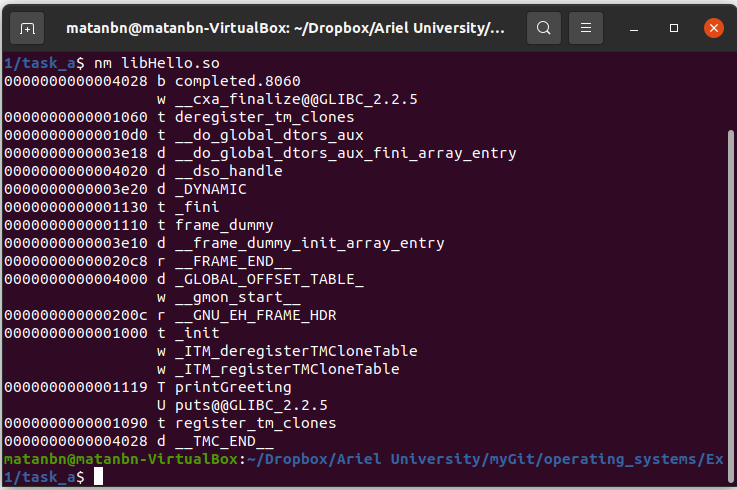 matanbn@matanbn-VirtualBox: ~/Dropbox/Ariel University/...
1/task_a$ nm libHello.so
0000000000004028 b completed.8060
                 w __cxa_finalize@@GLIBC_2.2.5
0000000000001060 t deregister_tm_clones
00000000000010d0 t __do_global_dtors_aux
0000000000003e18 d __do_global_dtors_aux_fini_array_entry
0000000000004020 d __dso_handle
0000000000003e20 d _DYNAMIC
0000000000001130 t _fini
0000000000001110 t frame_dummy
0000000000003e10 d __frame_dummy_init_array_entry
00000000000020c8 r __FRAME_END__
0000000000004000 d _GLOBAL_OFFSET_TABLE_
                 w __gmon_start__
000000000000200c r __GNU_EH_FRAME_HDR
0000000000001000 t _init
                 w _ITM_deregisterTMCloneTable
                 w _ITM_registerTMCloneTable
0000000000001119 T printGreeting
                 U puts@@GLIBC_2.2.5
0000000000001090 t register_tm_clones
0000000000004028 d __TMC_END__
matanbn@matanbn-VirtualBox:~/Dropbox/Ariel University/myGit/operating_systems/Ex
1/task_a$